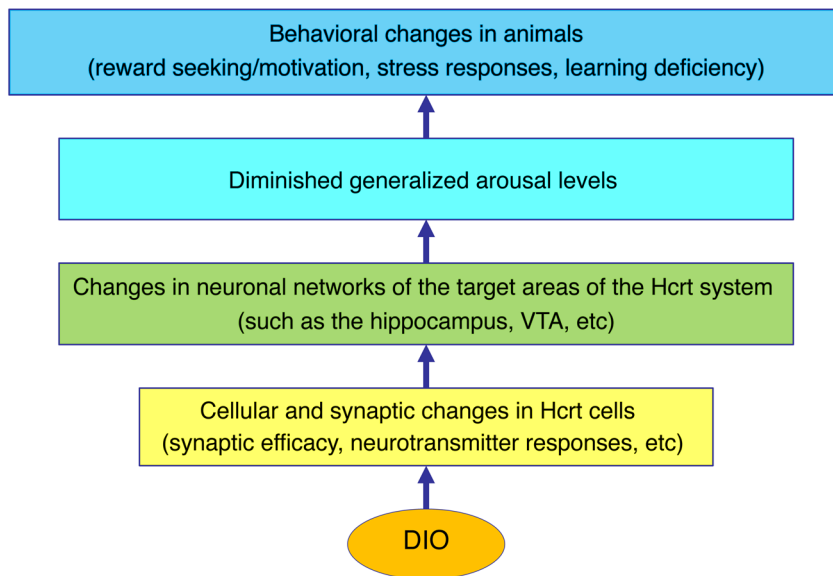 Behavioral changes in animals
(reward seeking/motivation, stress responses, learning deficiency)
Diminished generalized arousal levels
Changes in neuronal networks of the target areas of the Hcrt system
(such as the hippocampus, VTA, etc)
Cellular and synaptic changes in Hcrt cells
(synaptic efficacy, neurotransmitter responses, etc)
DIO